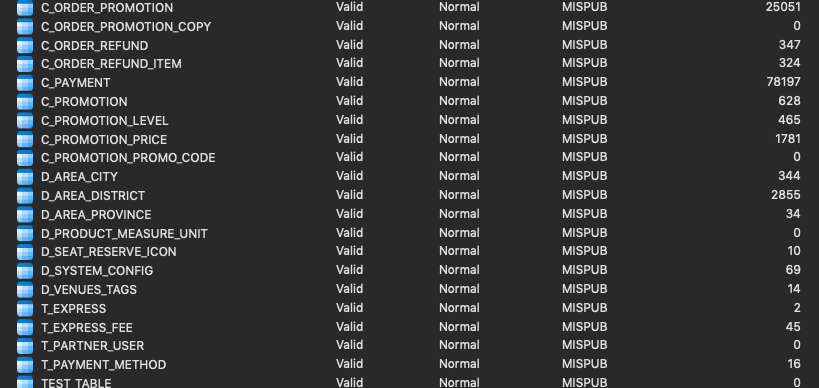 C_ORDER_PROMOTION Valid Normal MISPUB 25051
C_ORDER_PROMOTION_COPY Valid Normal MISPUB 0
C_ORDER_REFUND Valid Normal MISPUB 347
C_ORDER_REFUND_ITEM Valid Normal MISPUB 324
C_PAYMENT Valid Normal MISPUB 78197
C_PROMOTION Valid Normal MISPUB 628
C_PROMOTION_LEVEL Valid Normal MISPUB 465
C_PROMOTION_PRICE Valid Normal MISPUB 1781
C_PROMOTION_PROMO_CODE Valid Normal MISPUB 0
D_AREA_CITY Valid Normal MISPUB 344
D_AREA_DISTRICT Valid Normal MISPUB 2855
D_AREA_PROVINCE Valid Normal MISPUB 34
D_PRODUCT_MEASURE_UNIT Valid Normal MISPUB 0
D_SEAT_RESERVE_ICON Valid Normal MISPUB 10
D_SYSTEM_CONFIG Valid Normal MISPUB 69
D_VENUES_TAGS Valid Normal MISPUB 14
T_EXPRESS Valid Normal MISPUB 2
T_EXPRESS_FEE Valid Normal MISPUB 45
T_PARTNER_USER Valid Normal MISPUB 0
T_PAYMENT_METHOD Valid Normal MISPUB 16
TEST_TABLE Valid Normal MISPUB 0